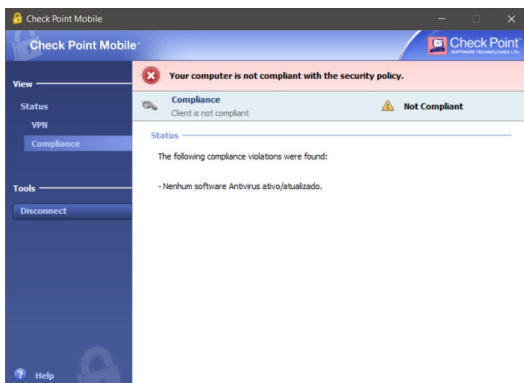 Check Point Mobile
Check Point Mobile
Check Point
SOFTWARE TECHNOLOGIES LTD.
View
Status
VPN
Compliance
Tools
Disconnect
Help
Your computer is not compliant with the security policy.
Compliance
Client is not compliant
Not Compliant
Status
The following compliance violations were found:
- Nenhum software Antivirus ativo/atualizado.